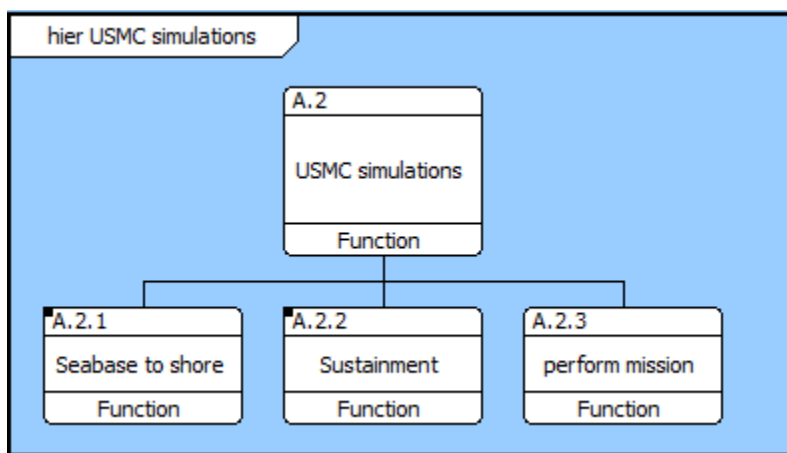 hier USMC simulations
A.2
USMC simulations
Function
A.2.1
Seabase to shore
Function
A.2.2
Sustainment
Function
A.2.3
perform mission
Function